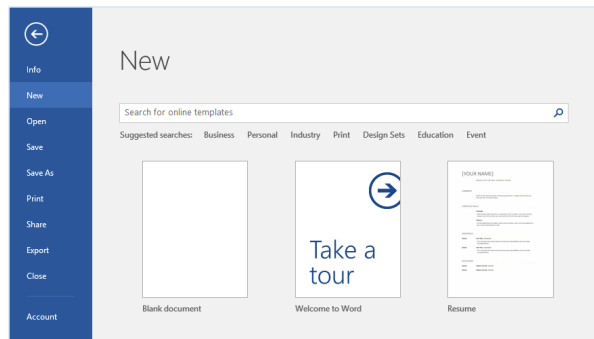 Info
New
Open
Save
Save As
Print
Share
Export
Close
Account
New
Search for online templates
Suggested searches: Business Personal Industry Print Design Sets Education Event
Take a
tour
[YOUR NAME]
Blank document Welcome to Word Resume